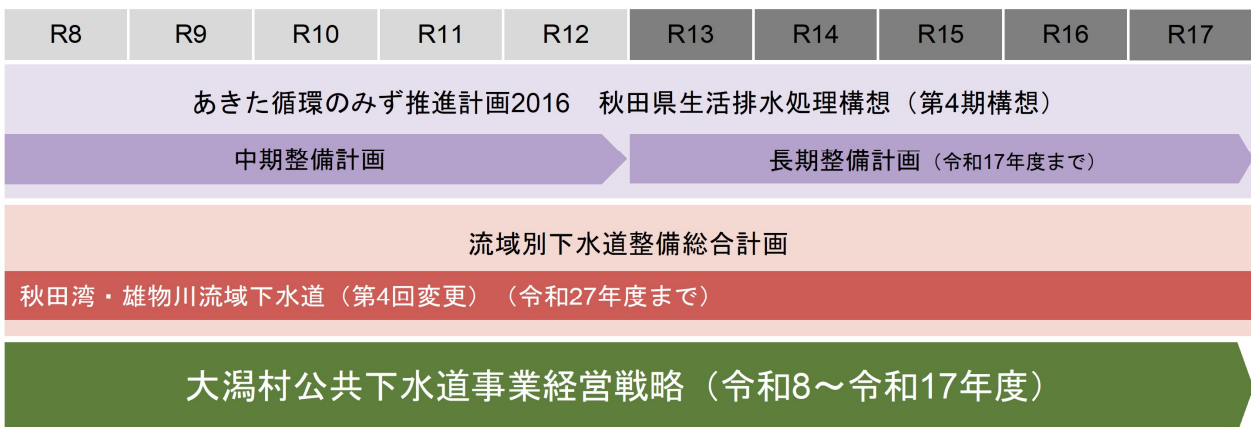 R8 R9 R10 R11 R12 R13 R14 R15 R16 R17
あきた循環のみず推進計画2016　秋田県生活排水処理構想（第4期構想）
中期整備計画 長期整備計画（令和17年度まで）
流域別下水道整備総合計画
秋田湾・雄物川流域下水道（第4回変更）（令和27年度まで）
大潟村公共下水道事業経営戦略（令和8～令和17年度）